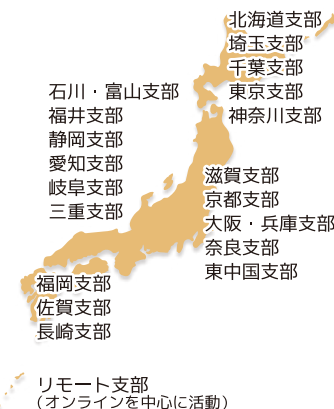 北海道支部
埼玉支部
千葉支部
東京支部
神奈川支部
石川・富山支部
福井支部
静岡支部
愛知支部
岐阜支部
三重支部
滋賀支部
京都支部
大阪・兵庫支部
奈良支部
東中国支部
福岡支部
佐賀支部
長崎支部
リモート支部
（オンラインを中心に活動）